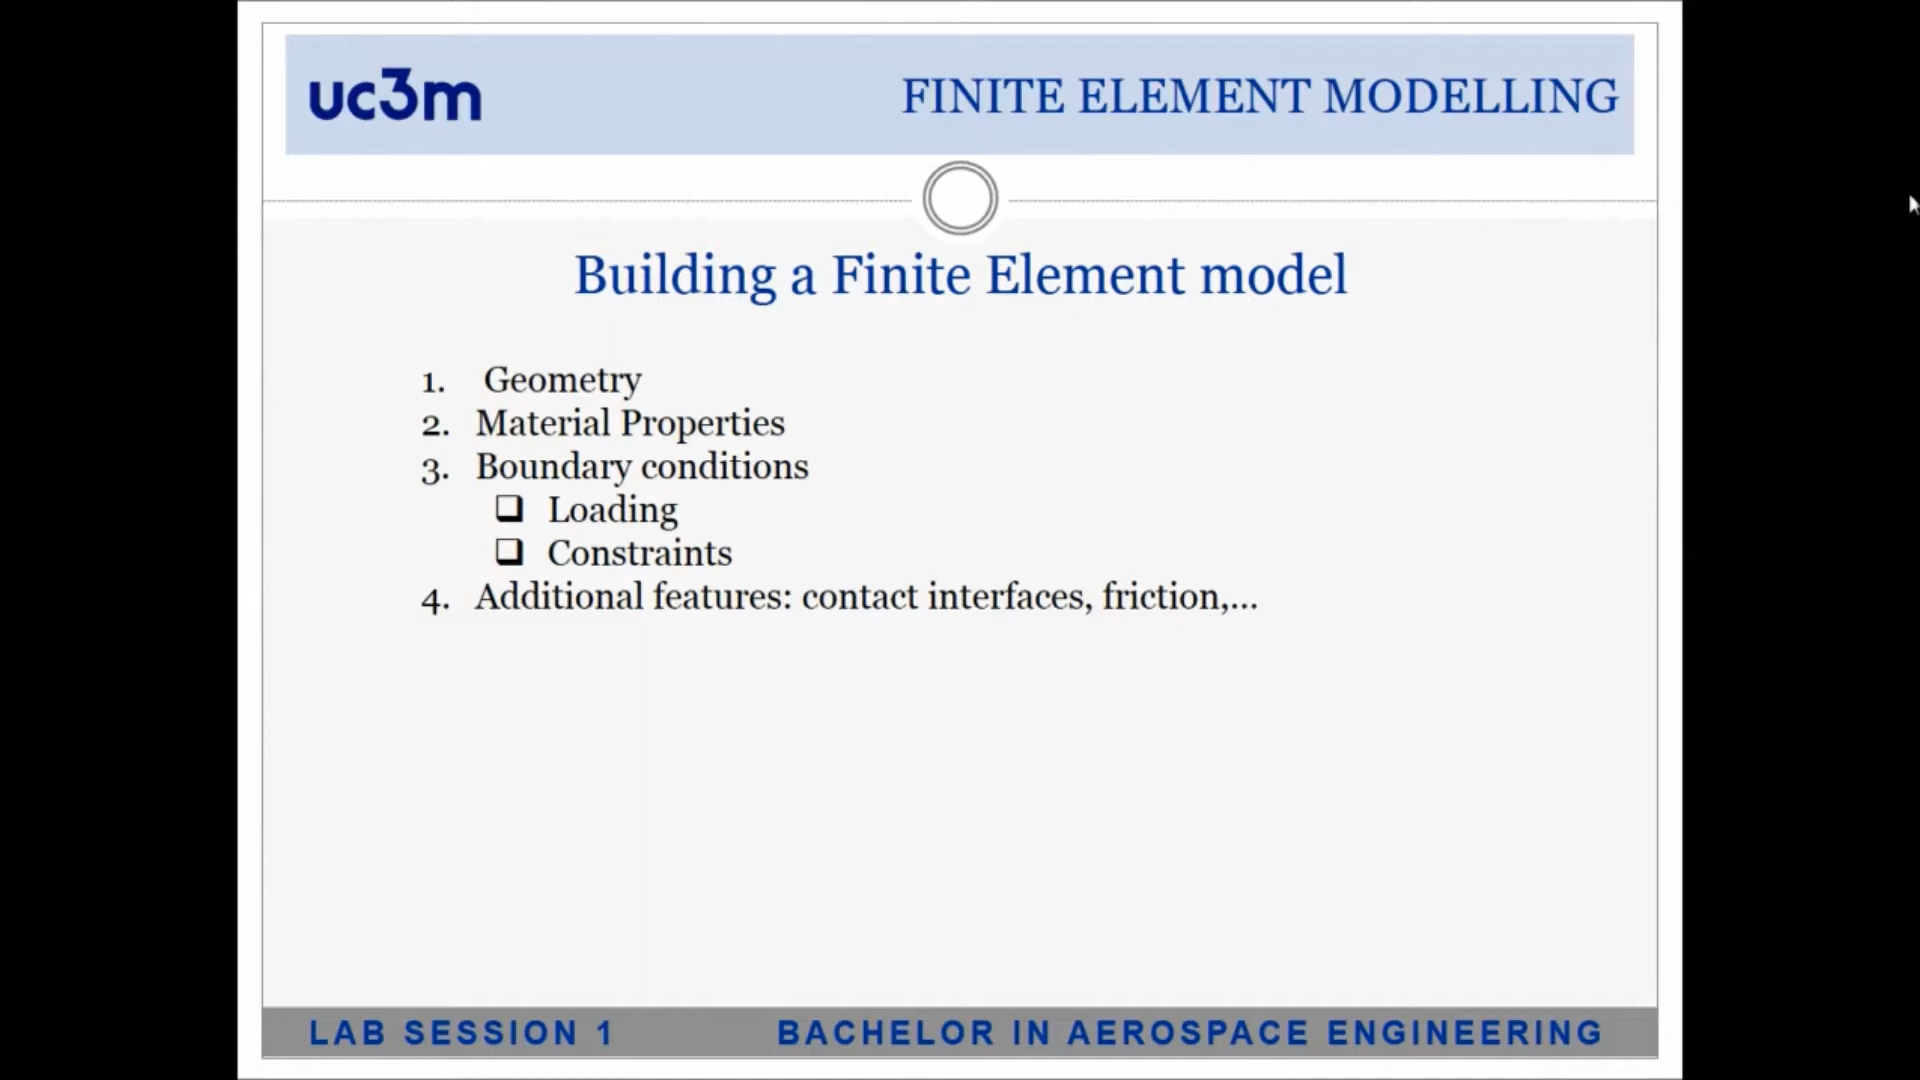 uc3m
FINITE ELEMENT MODELLING
Building a Finite Element model
1. Geometry
2. Material Properties
3. Boundary conditions
❑ Loading
❑ Constraints
4. Additional features: contact interfaces, friction,...
LAB SESSION 1
BACHELOR IN AEROSPACE ENGINEERING